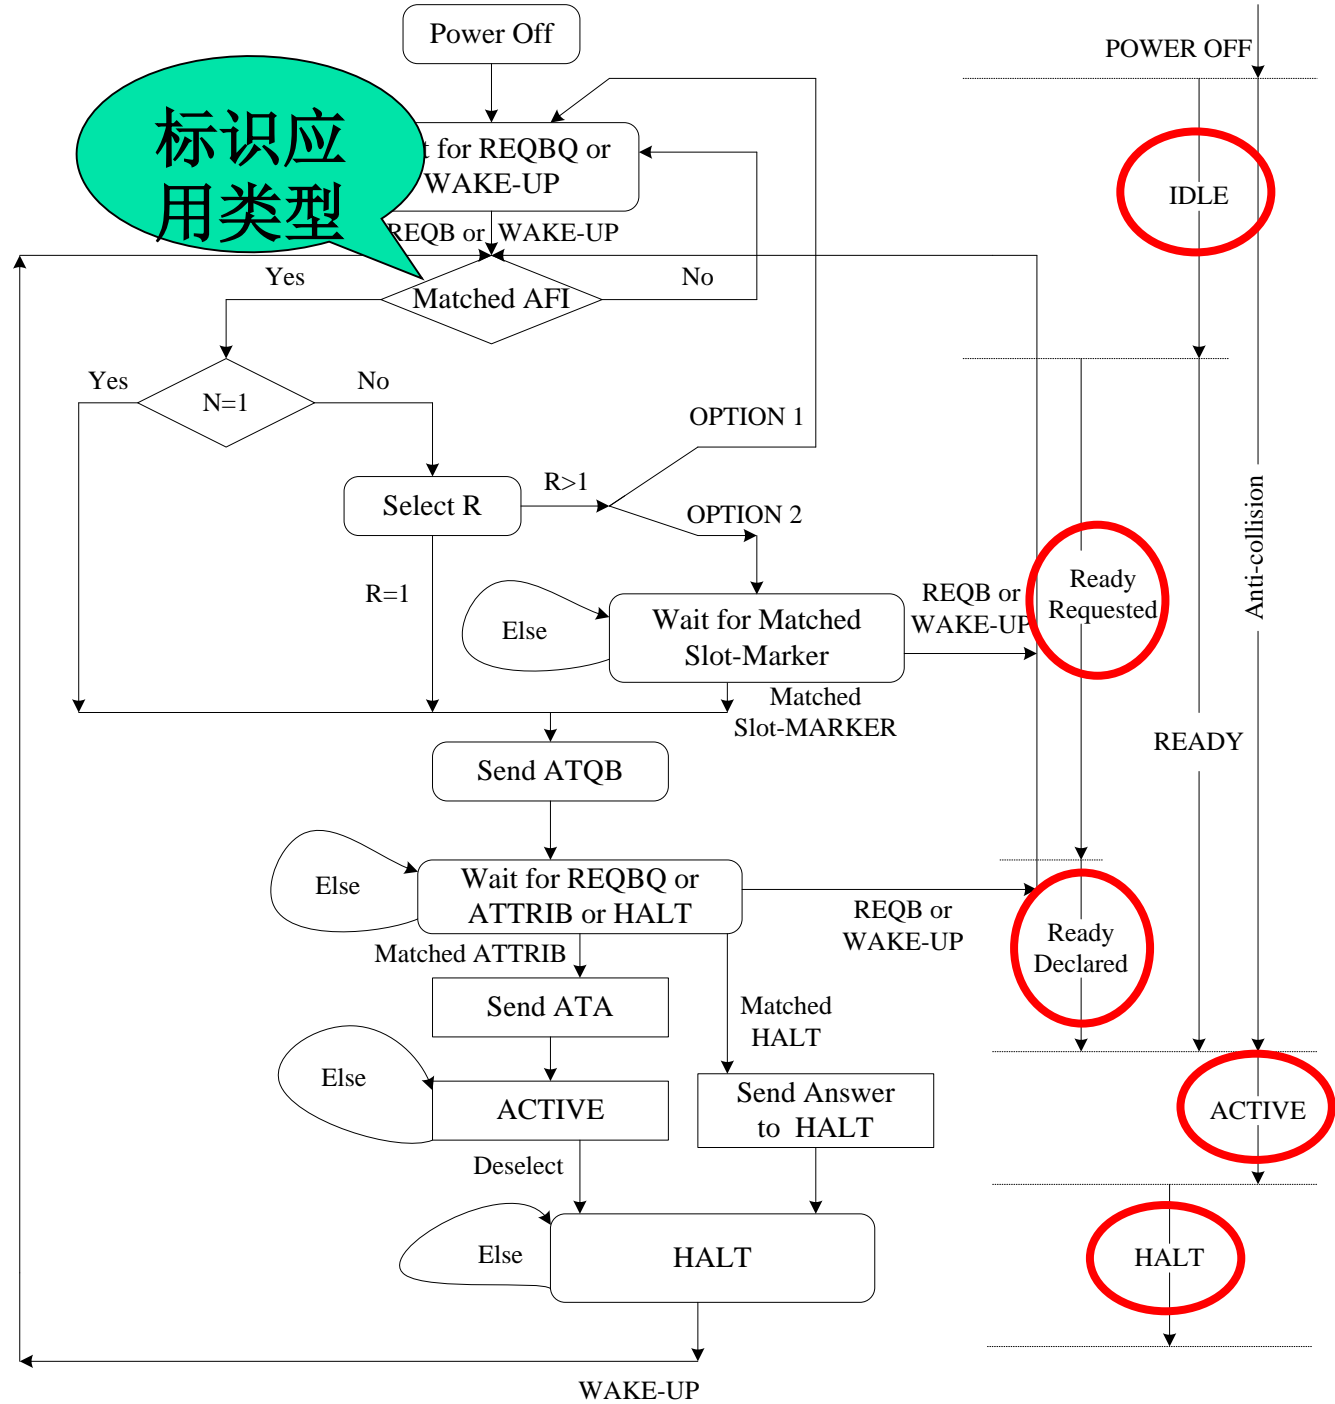 Power Off
POWER OFF
标识应
用类型
t for REQBQ or
WAKE-UP
IDLE
REQB or WAKE-UP
Yes
Matched AFI
No
Yes
N=1
No
OPTION 1
Select R
R>1
OPTION 2
Anti-collision
R=1
Else
Wait for Matched
Slot-Marker
REQB or
WAKE-UP
Ready
Requested
Matched
Slot-MARKER
READY
Send ATQB
Else
Wait for REQBQ or
ATTRIB or HALT
REQB or
WAKE-UP
Ready
Declared
Matched ATTRIB
Send ATA
Matched
HALT
Else
ACTIVE
Send Answer
to HALT
ACTIVE
Deselect
Else
HALT
HALT
WAKE-UP